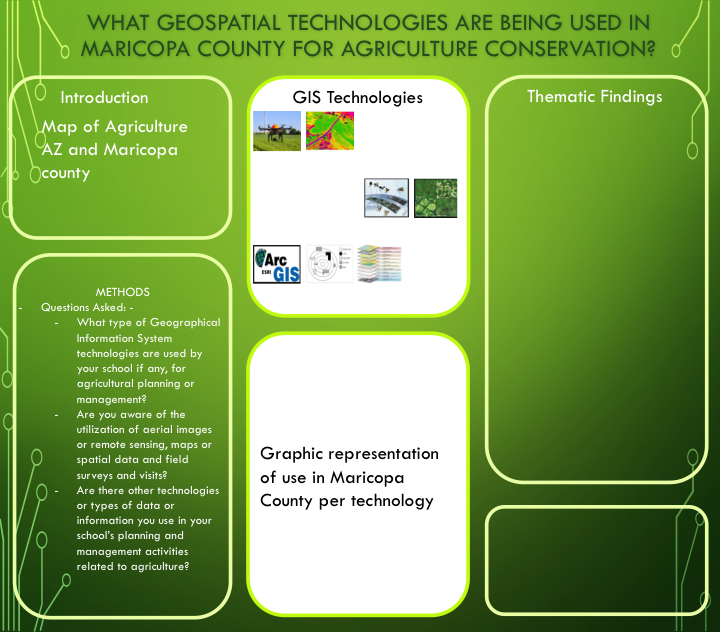 WHAT GEOSPATIAL TECHNOLOGIES ARE BEING USED IN
MARICOPA COUNTY FOR AGRICULTURE CONSERVATION?
Introduction
Map of Agriculture
AZ and Maricopa
county
METHODS
- Questions Asked: -
- What type of Geographical
Information System
technologies are used by
your school if any, for
agricultural planning or
management?
- Are you aware of the
utilization of aerial images
or remote sensing, maps or
spatial data and field
surveys and visits?
- Are there other technologies
or types of data or
information you use in your
school's planning and
management activities
related to agriculture?
GIS Technologies
Arc
ESRI GIS
Graphic representation
of use in Maricopa
County per technology
Thematic Findings